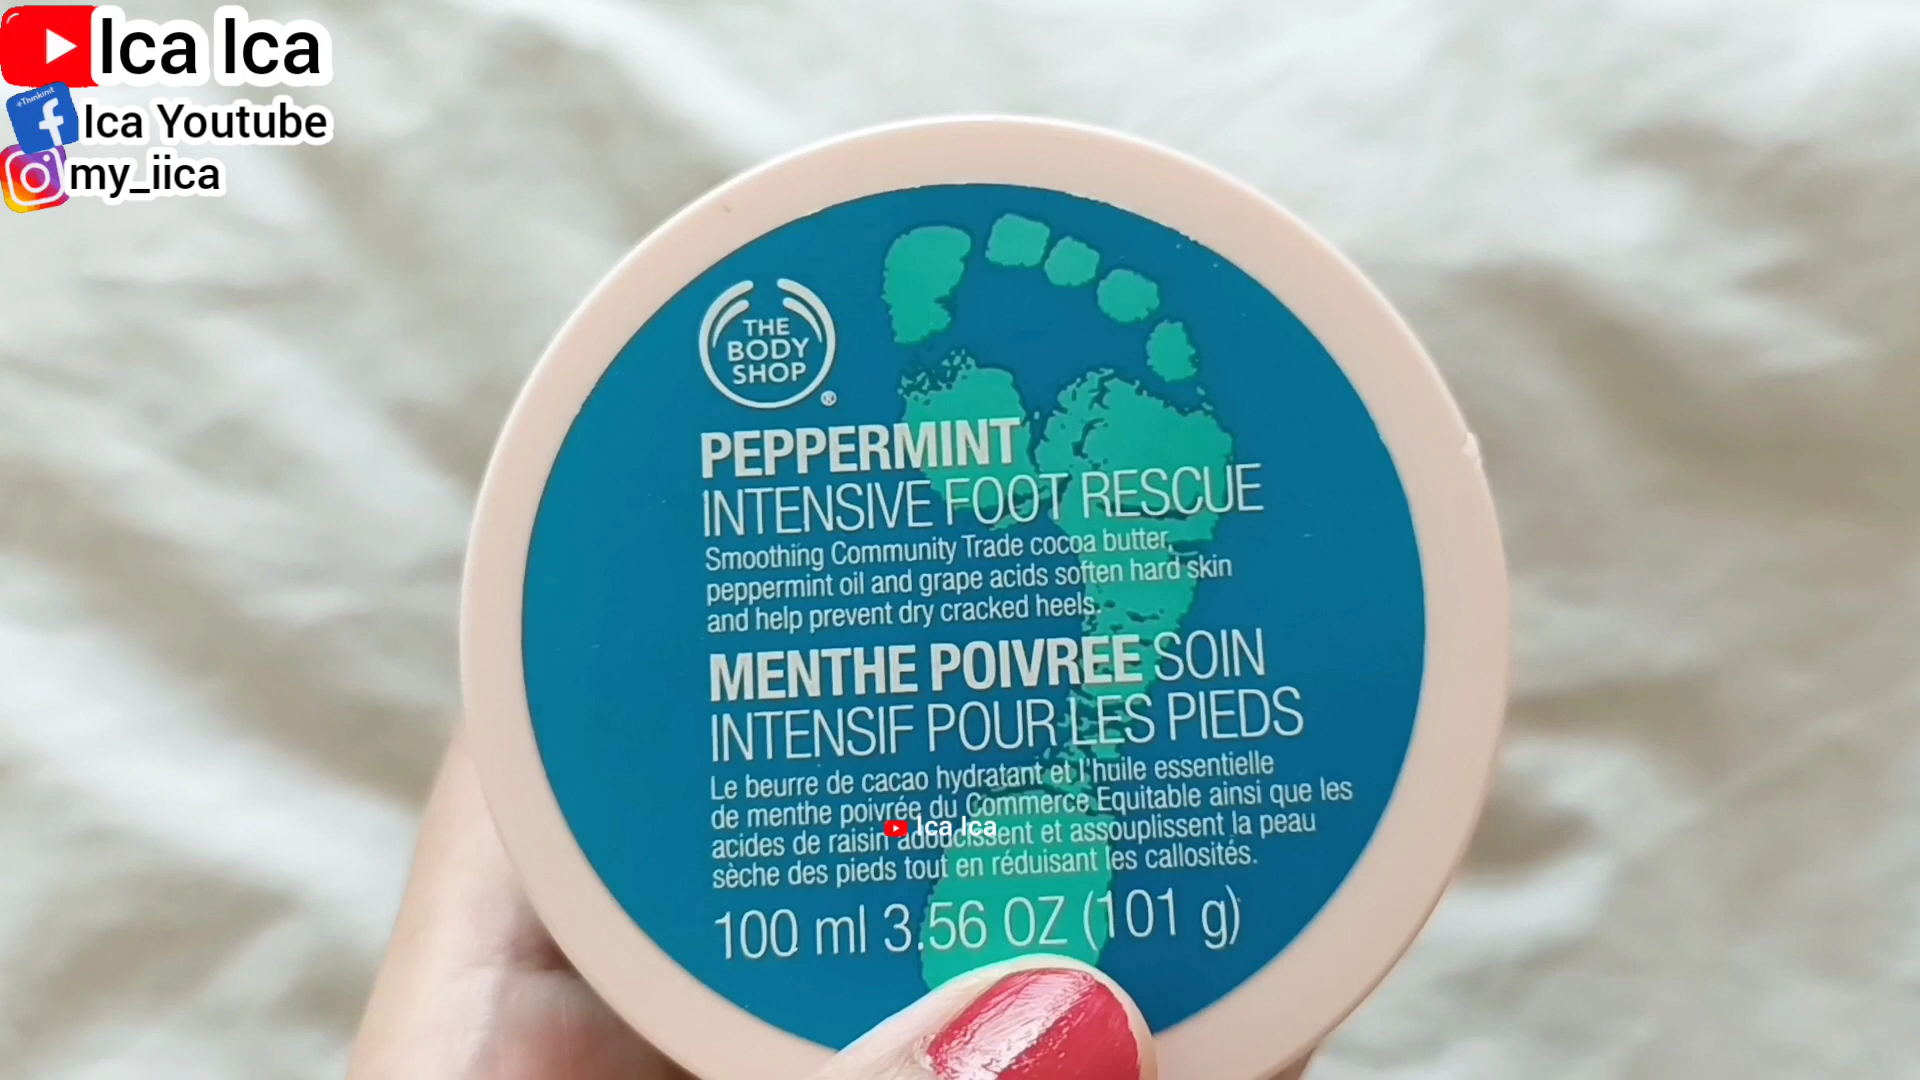 Ica Ica
Ica Youtube
my_iica
THE
BODY
SHOP
®
PEPPERMINT
INTENSIVE FOOT RESCUE
Smoothing Community Trade cocoa butter,
peppermint oil and grape acids soften hard skin
and help prevent dry cracked heels.
MENTHE POIVREE SOIN
INTENSIF POUR LES PIEDS
Le beurre de cacao hydratant et l'huile essentielle
de menthe poivrée du Commerce Equitable ainsi que les
acides de raisin adoucissent et assouplissent la peau
Ica Ica
sèche des pieds tout en réduisant les callosités.
100 ml 3.56 OZ (101 g)